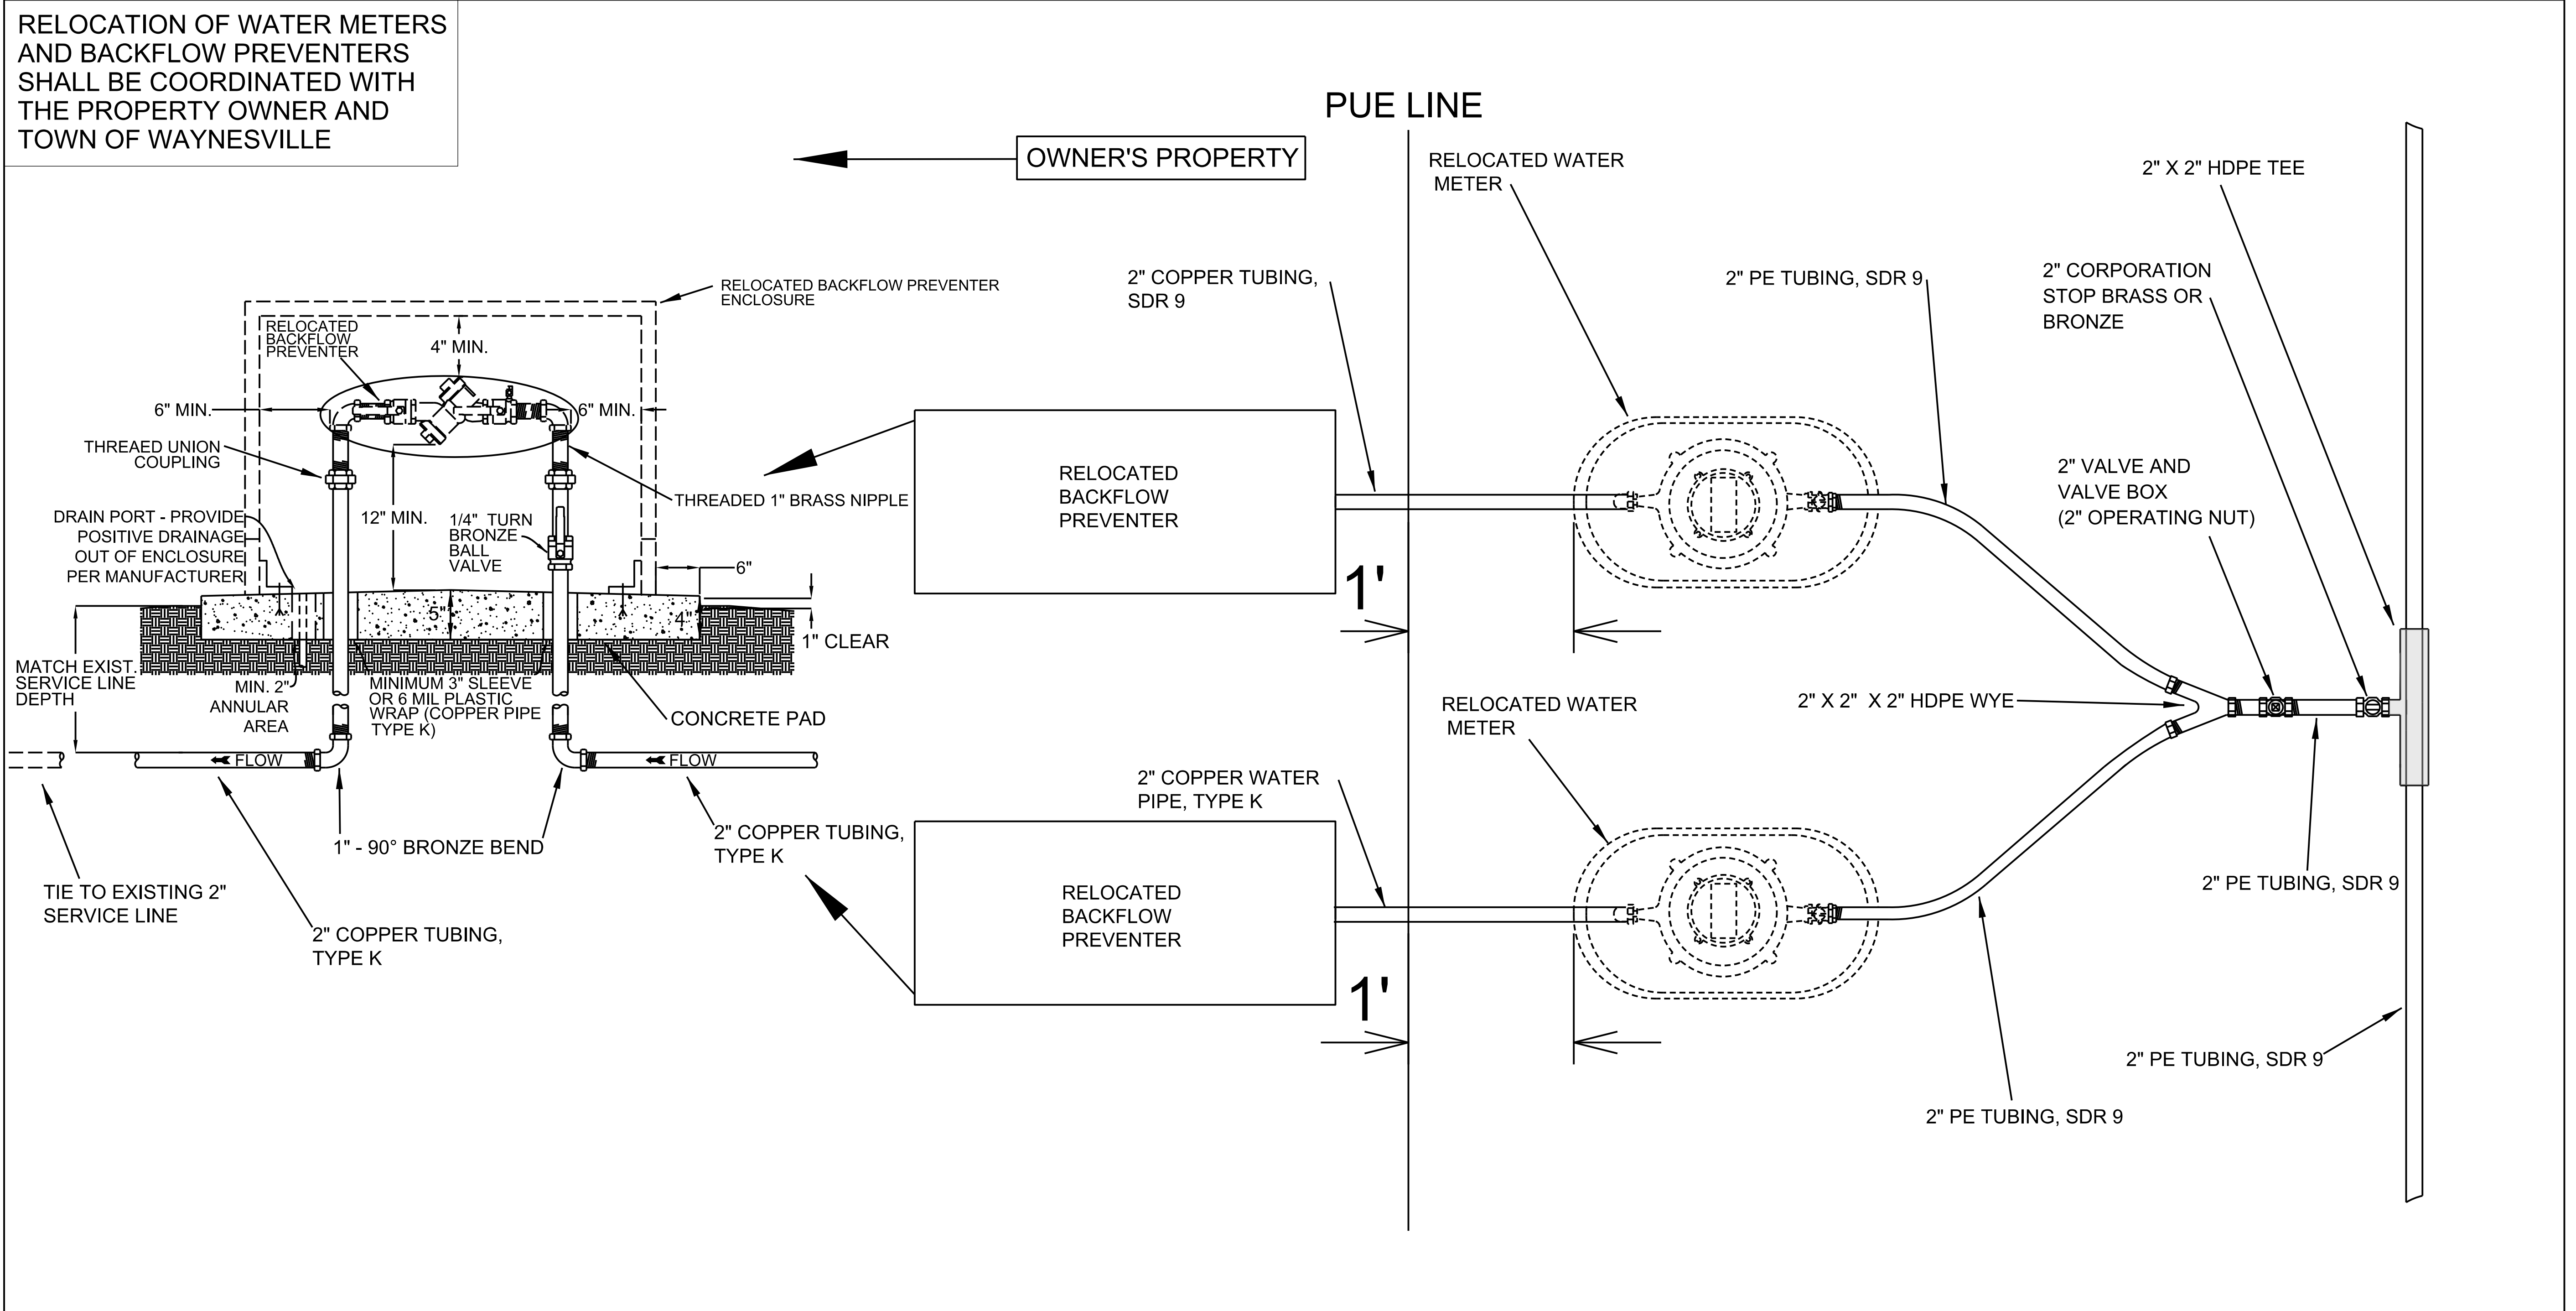 RELOCATION OF WATER METERS
AND BACKFLOW PREVENTERS
SHALL BE COORDINATED WITH
THE PROPERTY OWNER AND
TOWN OF WAYNESVILLE
PUE LINE
OWNER'S PROPERTY
RELOCATED WATER
METER
2" X 2" HDPE TEE
2" CORPORATION
STOP BRASS OR
BRONZE
2" COPPER TUBING,
SDR 9
2" PE TUBING, SDR 9
RELOCATED BACKFLOW PREVENTER
ENCLOSURE
RELOCATED
BACKFLOW
PREVENTER
4" MIN.
6" MIN.
6" MIN.
THREAED UNION
COUPLING
THREADED 1" BRASS NIPPLE
DRAIN PORT - PROVIDE
POSITIVE DRAINAGE
OUT OF ENCLOSURE
PER MANUFACTURER
12" MIN.
1/4" TURN
BRONZE
BALL
VALVE
6"
5"
4"
1" CLEAR
MATCH EXIST.
SERVICE LINE
DEPTH
MIN. 2"
ANNULAR
AREA
MINIMUM 3" SLEEVE
OR 6 MIL PLASTIC
WRAP (COPPER PIPE
TYPE K)
CONCRETE PAD
FLOW
FLOW
1" - 90° BRONZE BEND
2" COPPER TUBING,
TYPE K
TIE TO EXISTING 2"
SERVICE LINE
2" COPPER TUBING,
TYPE K
RELOCATED
BACKFLOW
PREVENTER
1'
2" VALVE AND
VALVE BOX
(2" OPERATING NUT)
RELOCATED WATER
METER
2" X 2" X 2" HDPE WYE
2" COPPER WATER
PIPE, TYPE K
RELOCATED
BACKFLOW
PREVENTER
1'
2" PE TUBING, SDR 9
2" PE TUBING, SDR 9
2" PE TUBING, SDR 9